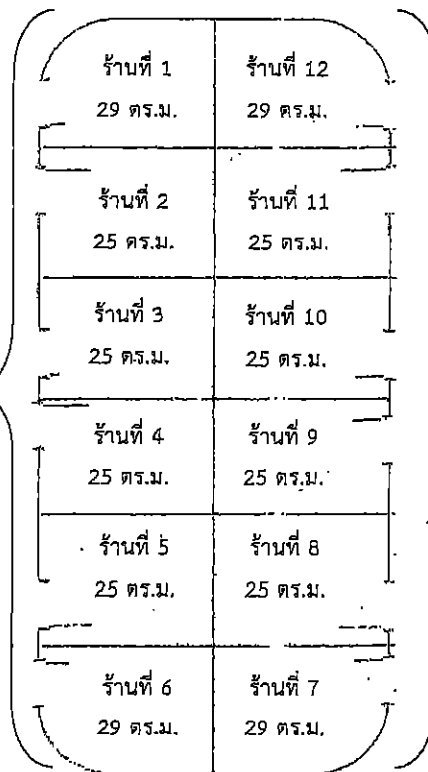 ร้านที่ 1
29 ตร.ม.
ร้านที่ 12
29 ตร.ม.
ร้านที่ 2
25 ตร.ม.
ร้านที่ 11
25 ตร.ม.
ร้านที่ 3
25 ตร.ม.
ร้านที่ 10
25 ตร.ม.
ร้านที่ 4
25 ตร.ม.
ร้านที่ 9
25 ตร.ม.
ร้านที่ 5
25 ตร.ม.
ร้านที่ 8
25 ตร.ม.
ร้านที่ 6
29 ตร.ม.
ร้านที่ 7
29 ตร.ม.